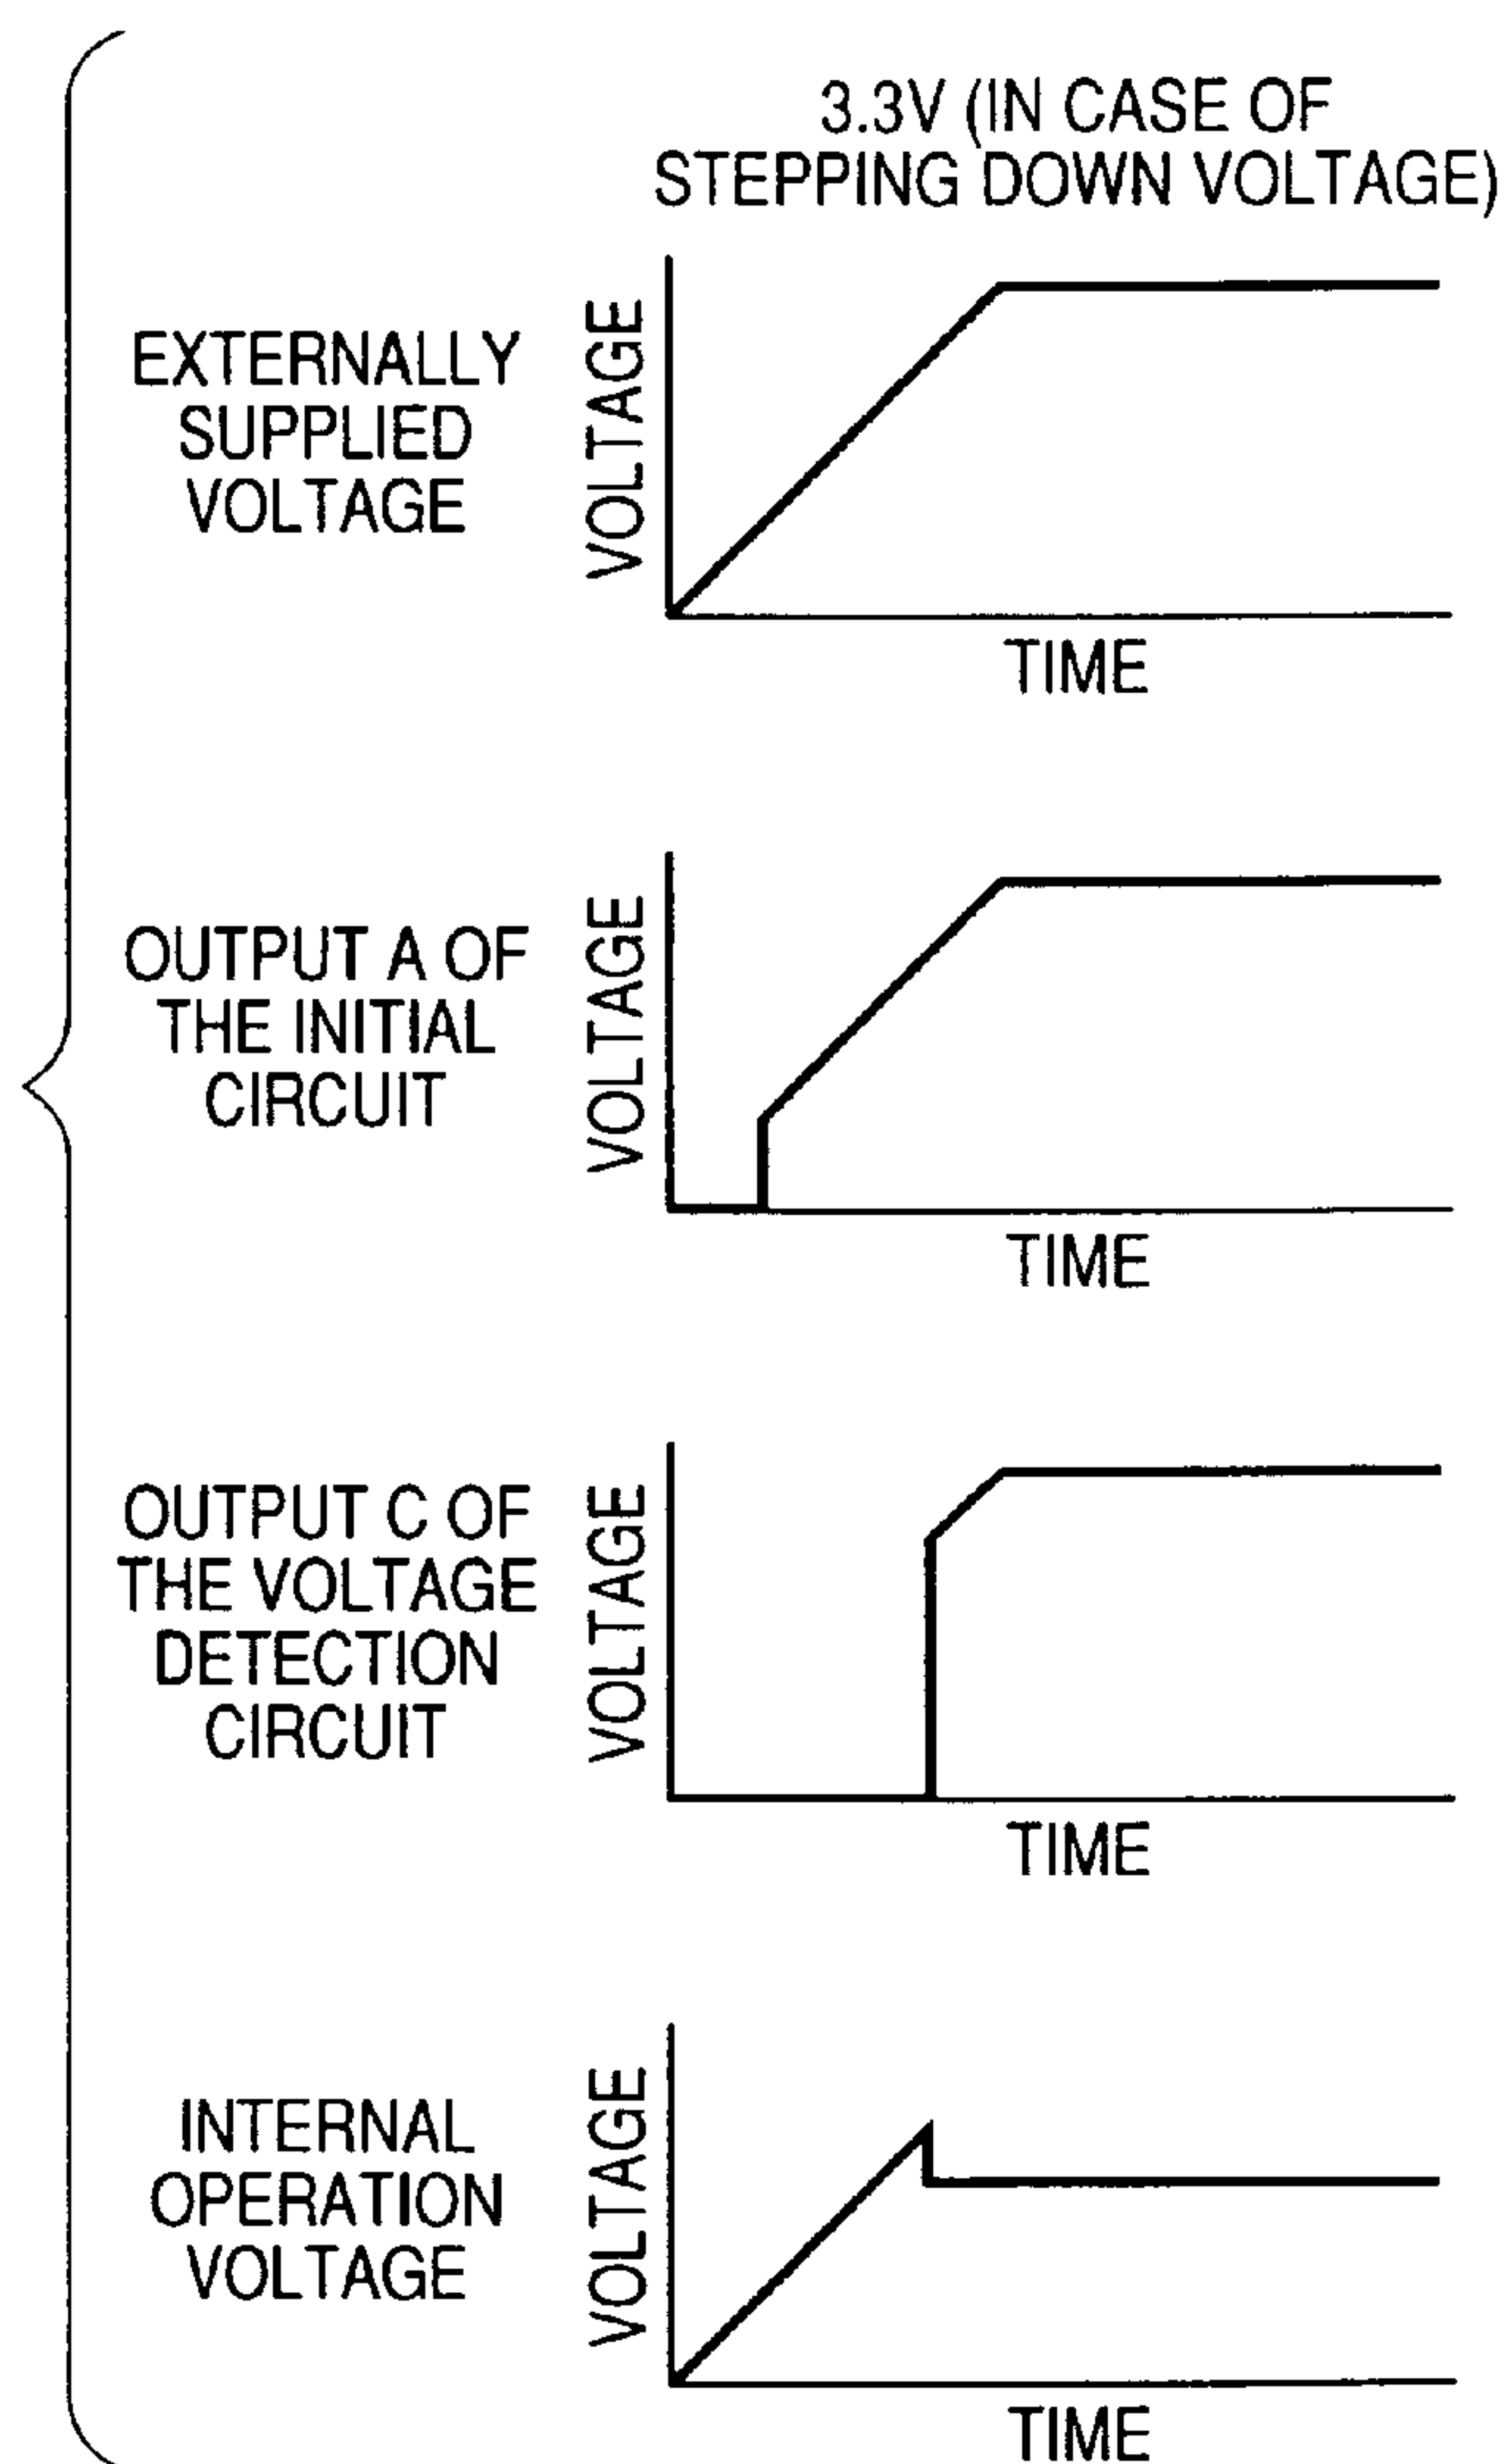 3.3V (IN CASE OF
STEPPING DOWN VOLTAGE)
EXTERNALLY
SUPPLIED
VOLTAGE
VOLTAGE
TIME
OUTPUT A OF
THE INITIAL
CIRCUIT
VOLTAGE
TIME
OUTPUT C OF
THE VOLTAGE
DETECTION
CIRCUIT
VOLTAGE
TIME
INTERNAL
OPERATION
VOLTAGE
VOLTAGE
TIME